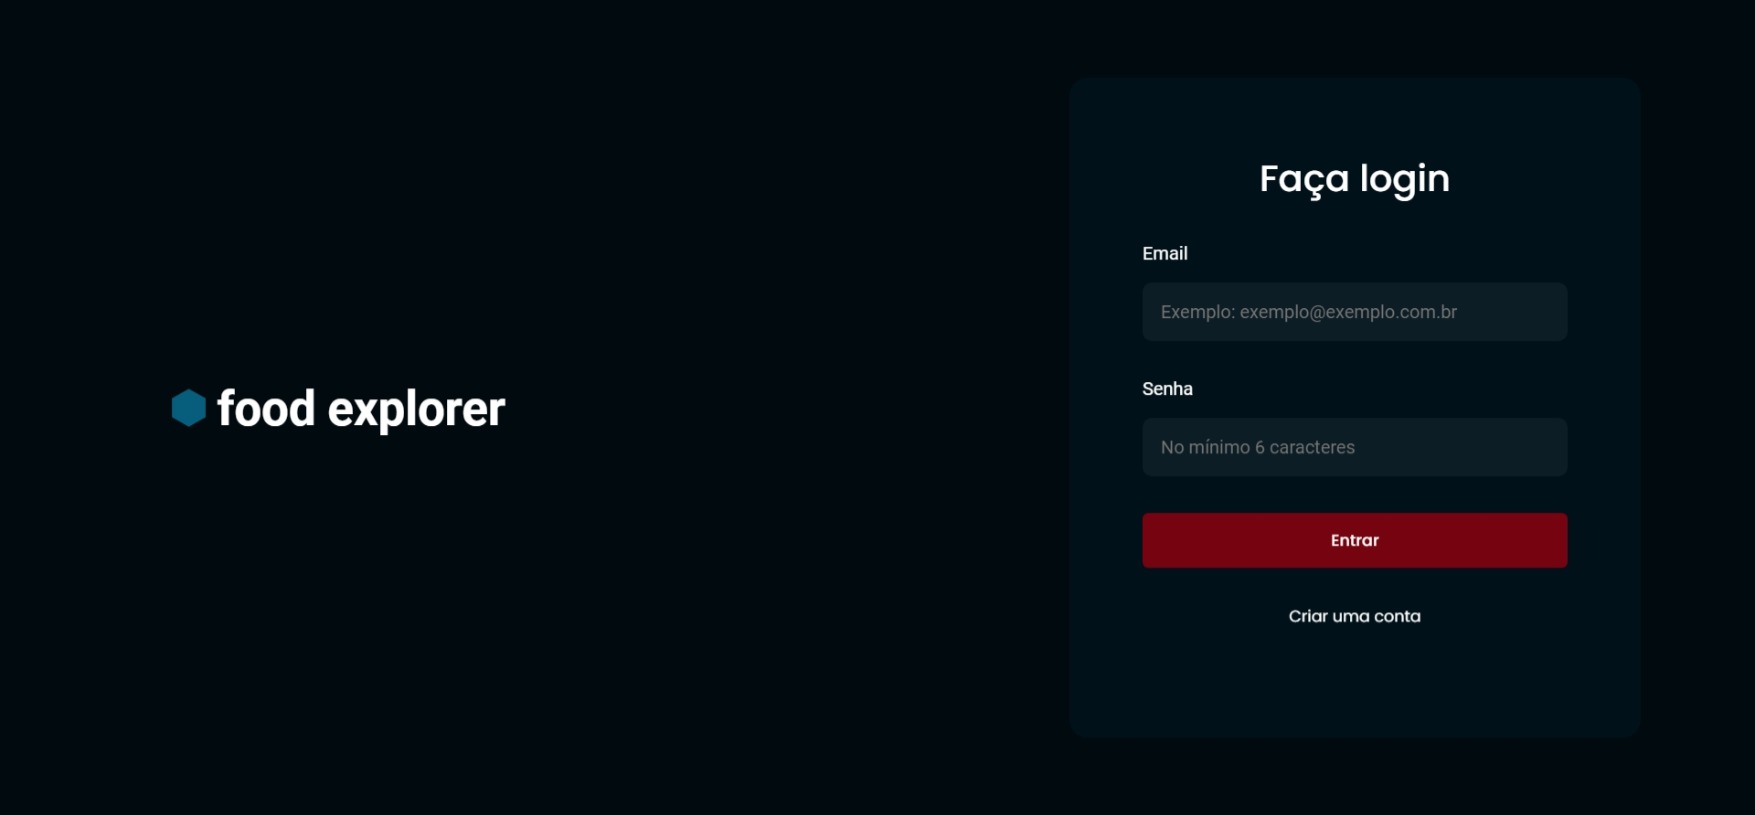 food explorer
Faça login
Email
Exemplo: exemplo@exemplo.com.br
Senha
No mínimo 6 caracteres
Entrar
Criar uma conta